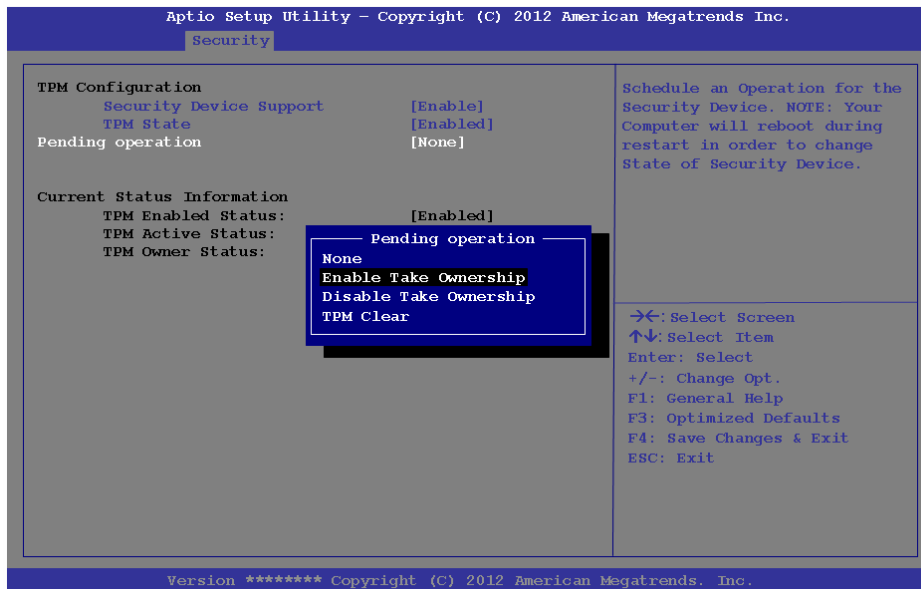 Aptio Setup Utility – Copyright (C) 2012 American Megatrends Inc.
Security
TPM Configuration
Security Device Support [Enable]
TPM State [Enabled]
Pending operation [None]
Current Status Information
TPM Enabled Status: [Enabled]
TPM Active Status:
TPM Owner Status:
Pending operation
None
Enable Take Ownership
Disable Take Ownership
TPM Clear
Schedule an Operation for the
Security Device. NOTE: Your
Computer will reboot during
restart in order to change
State of Security Device.
→←:Select Screen
↑↓:Select Item
Enter: Select
+/-: Change Opt.
F1: General Help
F3: Optimized Defaults
F4: Save Changes & Exit
ESC: Exit
Version ******** Copyright (C) 2012 American Megatrends. Inc.